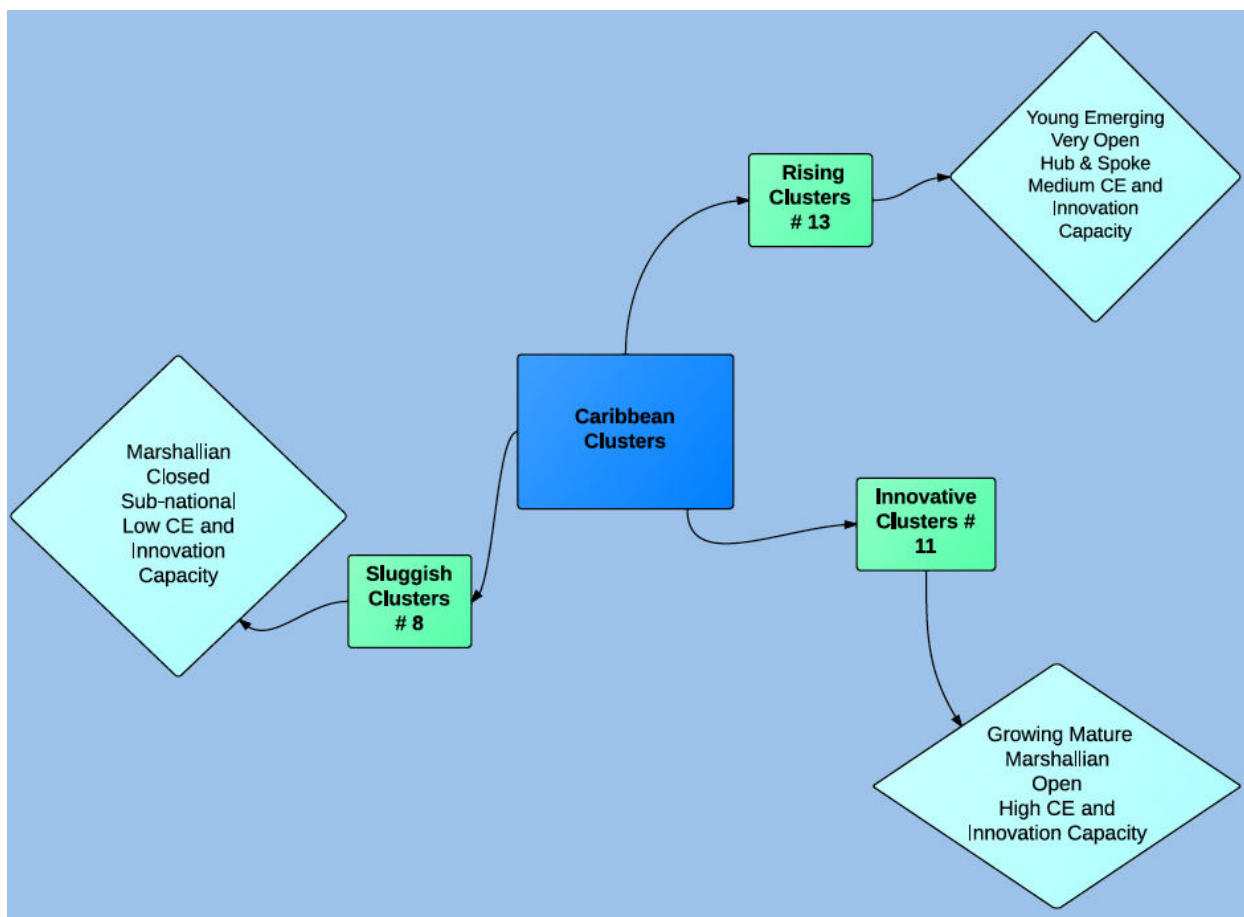 Young Emerging
Very Open
Hub & Spoke
Medium CE and
Innovation
Capacity
Rising
Clusters
# 13
Caribbean
Clusters
Marshallian
Closed
Sub-national
Low CE and
Innovation
Capacity
Sluggish
Clusters
# 8
Innovative
Clusters #
11
Growing Mature
Marshallian
Open
High CE and
Innovation Capacity